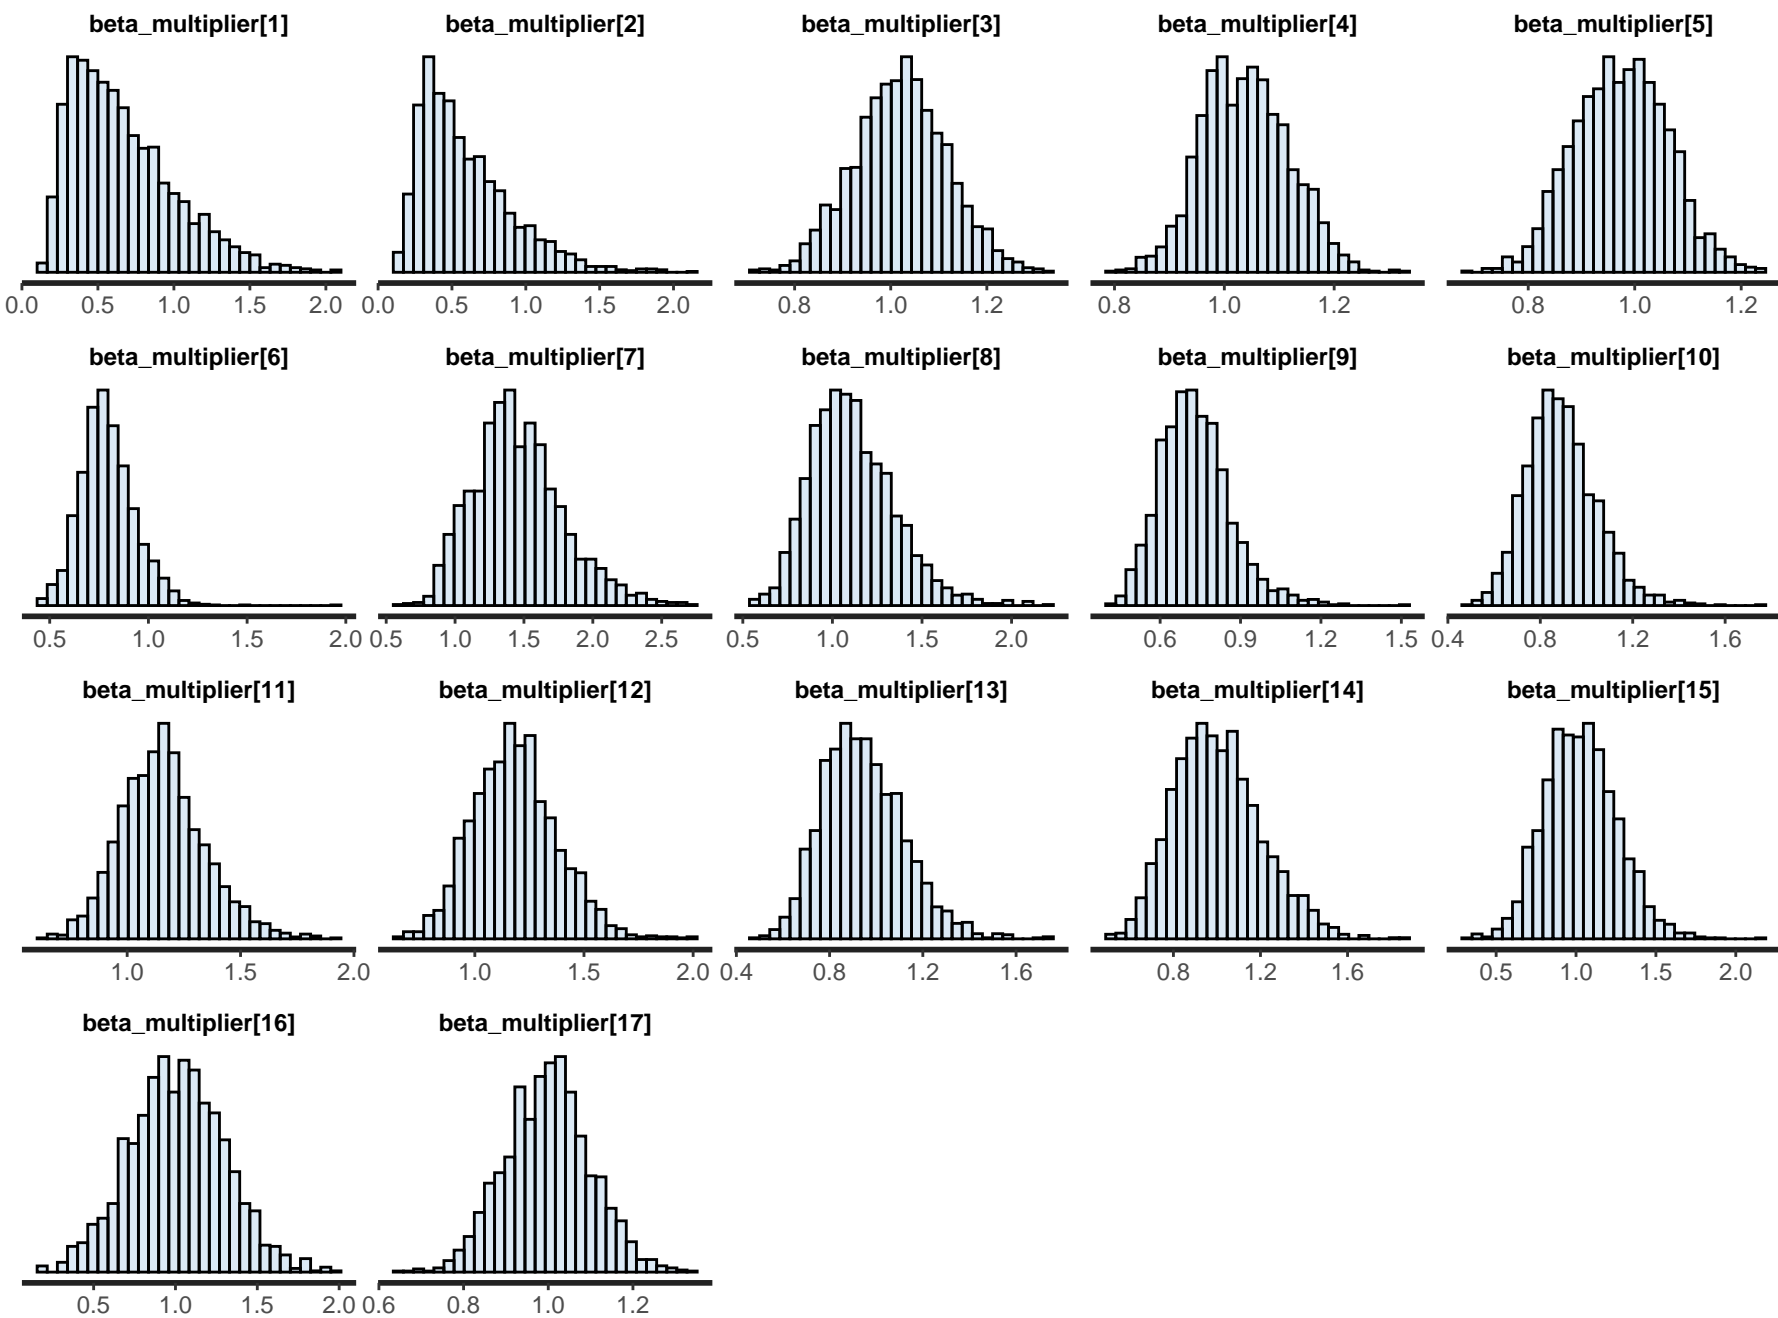 beta_multiplier[1] beta_multiplier[2] beta_multiplier[3] beta_multiplier[4] beta_multiplier[5]
0.0 0.5 1.0 1.5 2.0 0.0 0.5 1.0 1.5 2.0 0.8 1.0 1.2 0.8 1.0 1.2 0.8 1.0 1.2
beta_multiplier[6] beta_multiplier[7] beta_multiplier[8] beta_multiplier[9] beta_multiplier[10]
0.5 1.0 1.5 2.0 0.5 1.0 1.5 2.0 2.5 0.5 1.0 1.5 2.0 0.6 0.9 1.2 1.5 0.4 0.8 1.2 1.6
beta_multiplier[11] beta_multiplier[12] beta_multiplier[13] beta_multiplier[14] beta_multiplier[15]
1.0 1.5 2.0 1.0 1.5 2.0 0.4 0.8 1.2 1.6 0.8 1.2 1.6 0.5 1.0 1.5 2.0
beta_multiplier[16] beta_multiplier[17]
0.5 1.0 1.5 2.0 0.6 0.8 1.0 1.2